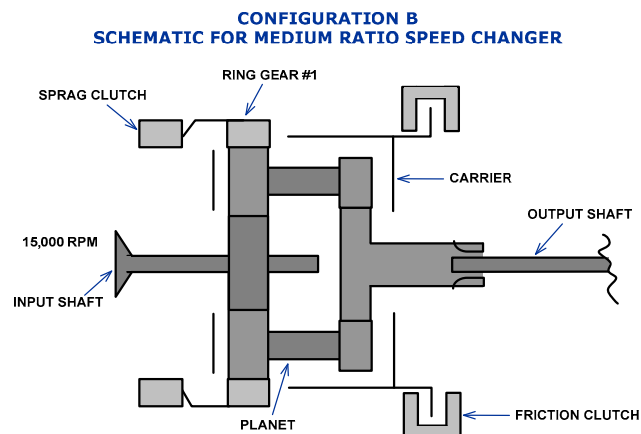 CONFIGURATION B
SCHEMATIC FOR MEDIUM RATIO SPEED CHANGER
RING GEAR #1
SPRAG CLUTCH
CARRIER
OUTPUT SHAFT
15,000 RPM
INPUT SHAFT
PLANET
FRICTION CLUTCH